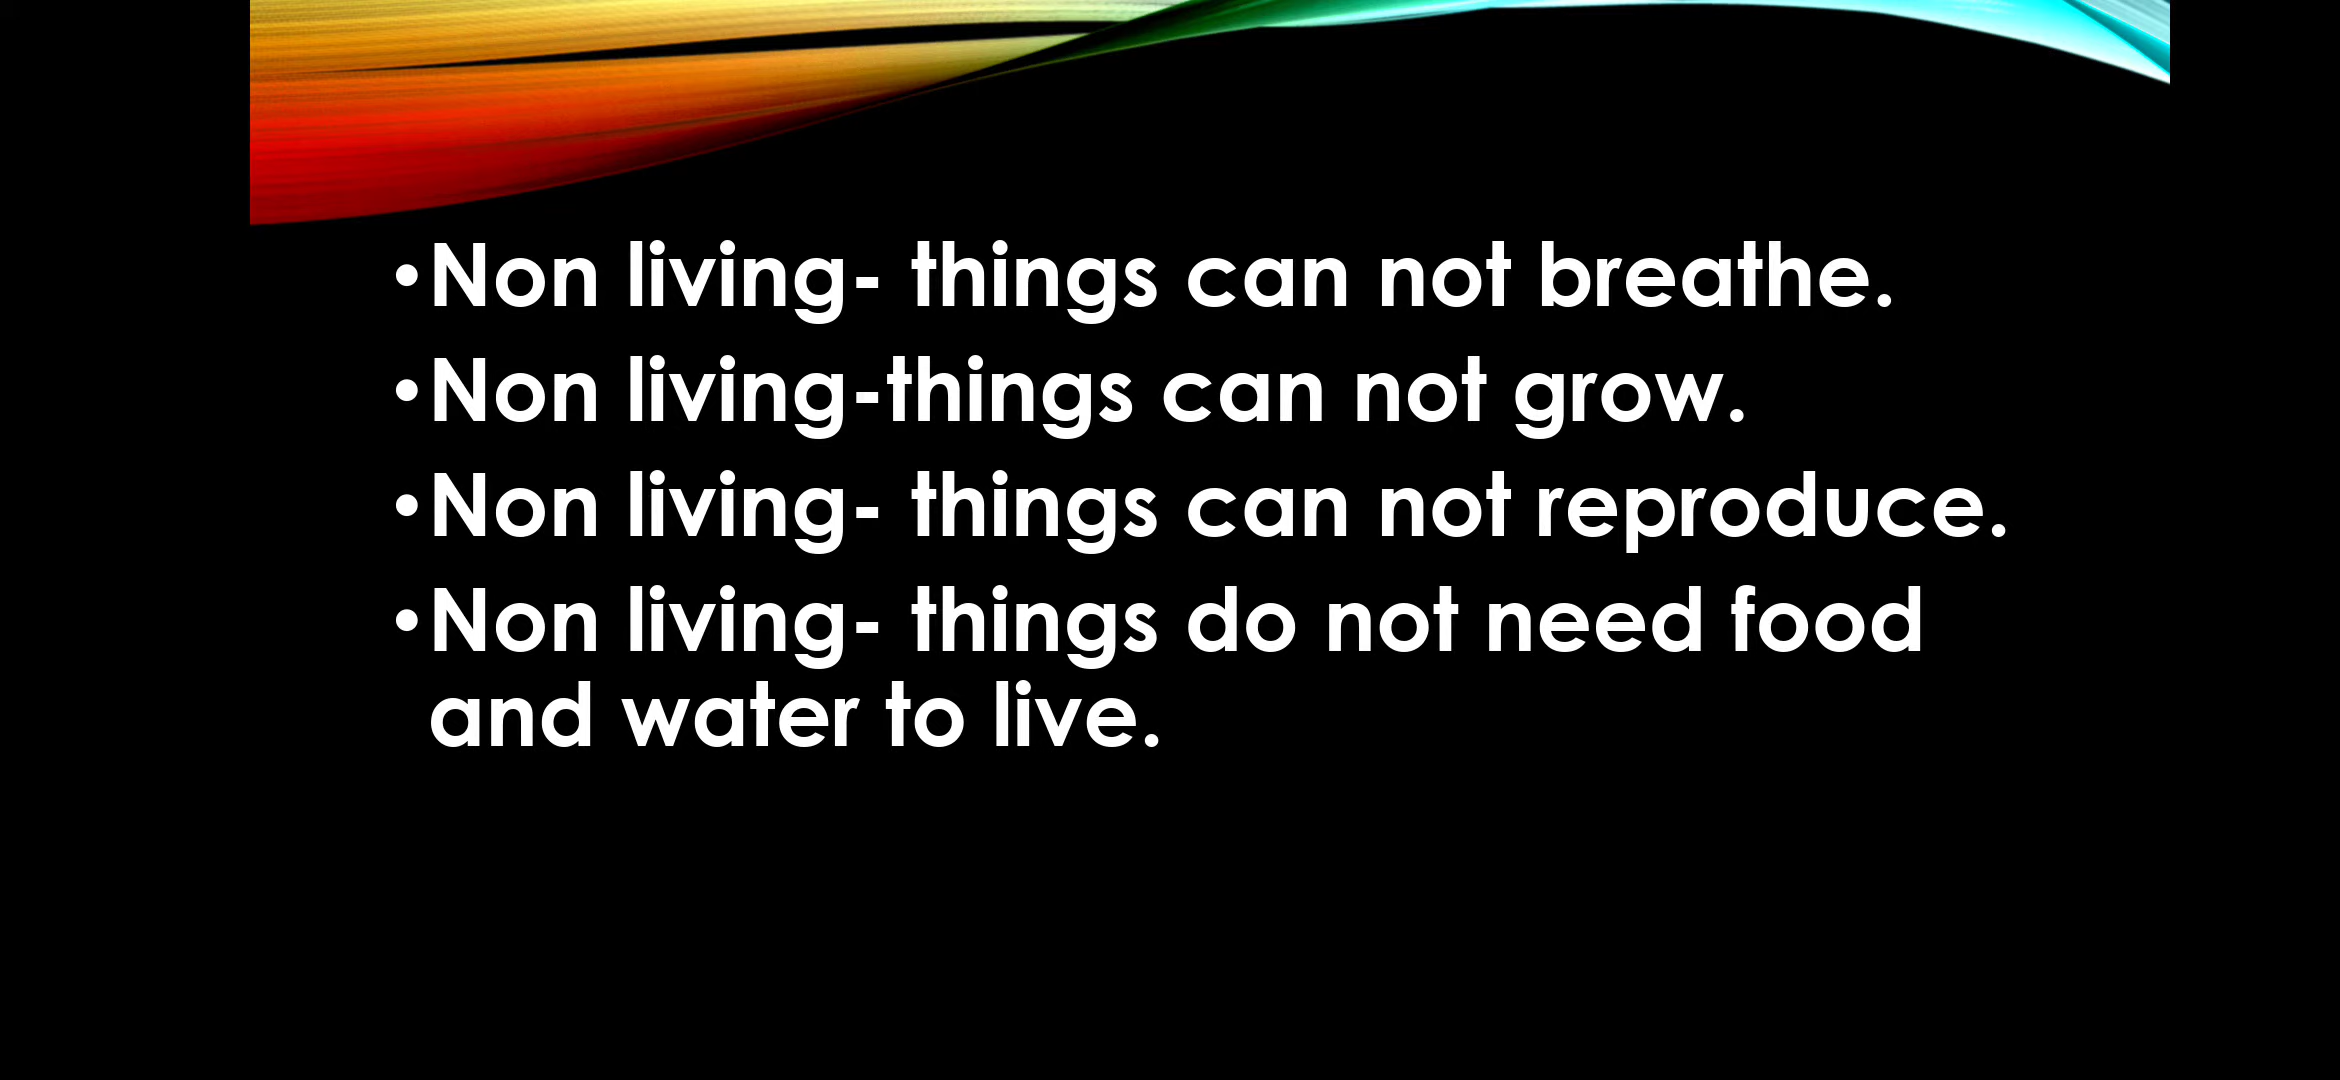 •Non living- things can not breathe.
•Non living-things can not grow.
•Non living- things can not reproduce.
•Non living- things do not need food
and water to live.